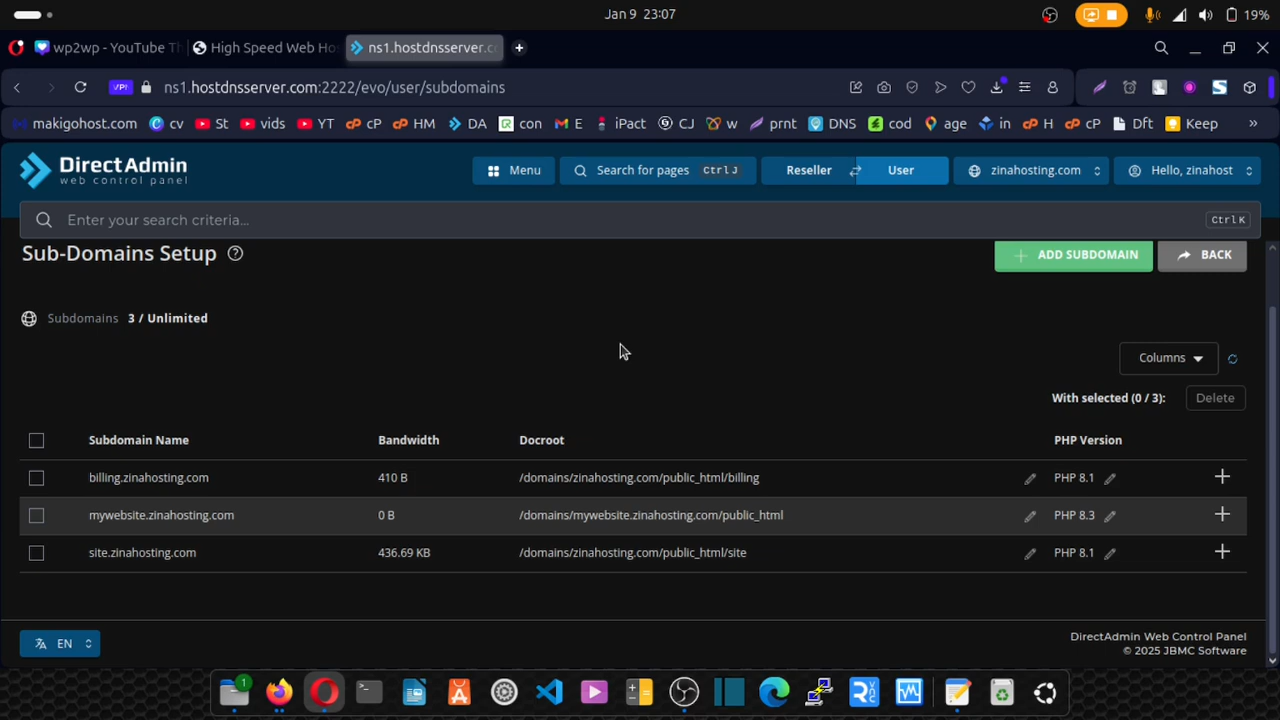 Jan 9 23:07
19%
wp2wp - YouTube Th
High Speed Web Ho
ns1.hostdnsserver.c
VPN
ns1.hostdnsserver.com:2222/evo/user/subdomains
makigohost.com
cv
St
vids
YT
cP
HM
DA
con
E
iPact
CJ
w
prnt
DNS
cod
age
in
H
cP
Dft
Keep
»
DirectAdmin
web control panel
Menu
Search for pages Ctrl J
Reseller
User
zinahosting.com
Hello, zinahost
Enter your search criteria...
Ctrl K
Sub-Domains Setup
ADD SUBDOMAIN
BACK
Subdomains 3 / Unlimited
Columns
With selected (0 / 3):
Delete
Subdomain Name Bandwidth Docroot PHP Version
billing.zinahosting.com 410 B /domains/zinahosting.com/public_html/billing PHP 8.1
mywebsite.zinahosting.com 0 B /domains/mywebsite.zinahosting.com/public_html PHP 8.3
site.zinahosting.com 436.69 KB /domains/zinahosting.com/public_html/site PHP 8.1
EN
DirectAdmin Web Control Panel
© 2025 JBMC Software